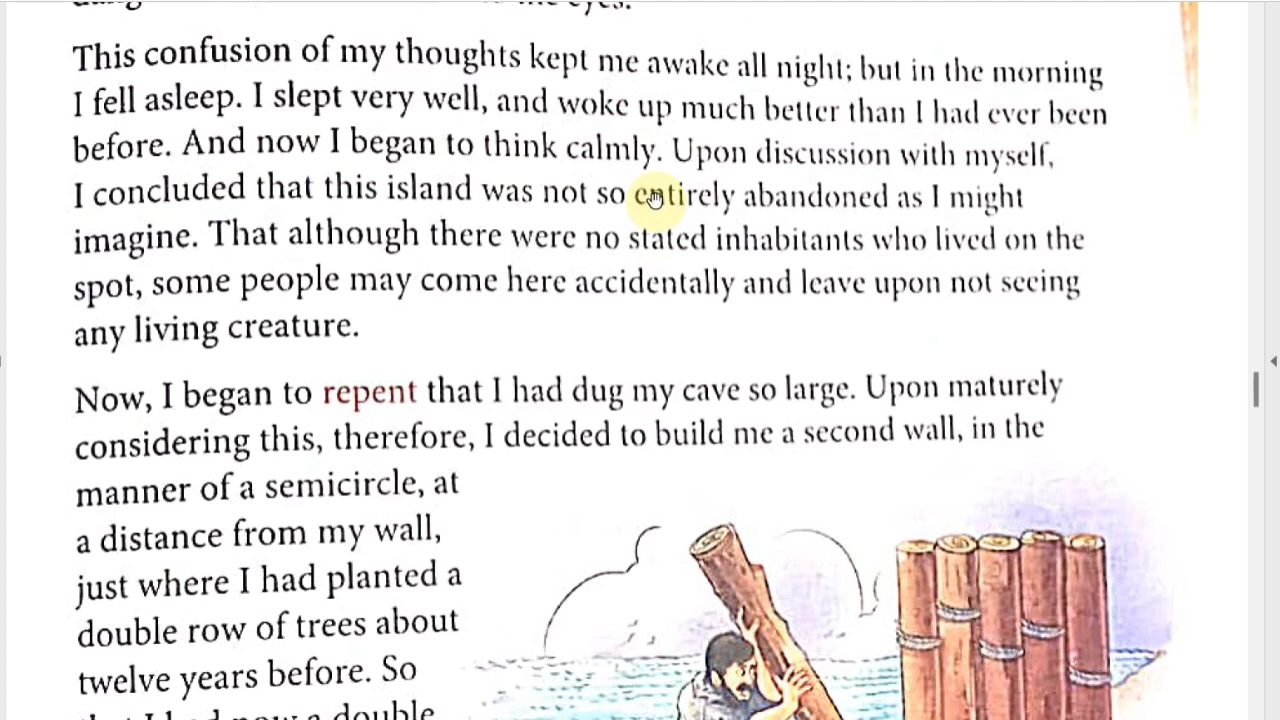 This confusion of my thoughts kept me awake all night; but in the morning
I fell asleep. I slept very well, and woke up much better than I had ever been
before. And now I began to think calmly. Upon discussion with myself,
I concluded that this island was not so entirely abandoned as I might
imagine. That although there were no stated inhabitants who lived on the
spot, some people may come here accidentally and leave upon not seeing
any living creature.
Now, I began to repent that I had dug my cave so large. Upon maturely
considering this, therefore, I decided to build me a second wall, in the
manner of a semicircle, at
a distance from my wall,
just where I had planted a
double row of trees about
twelve years before. So
that I had now a double